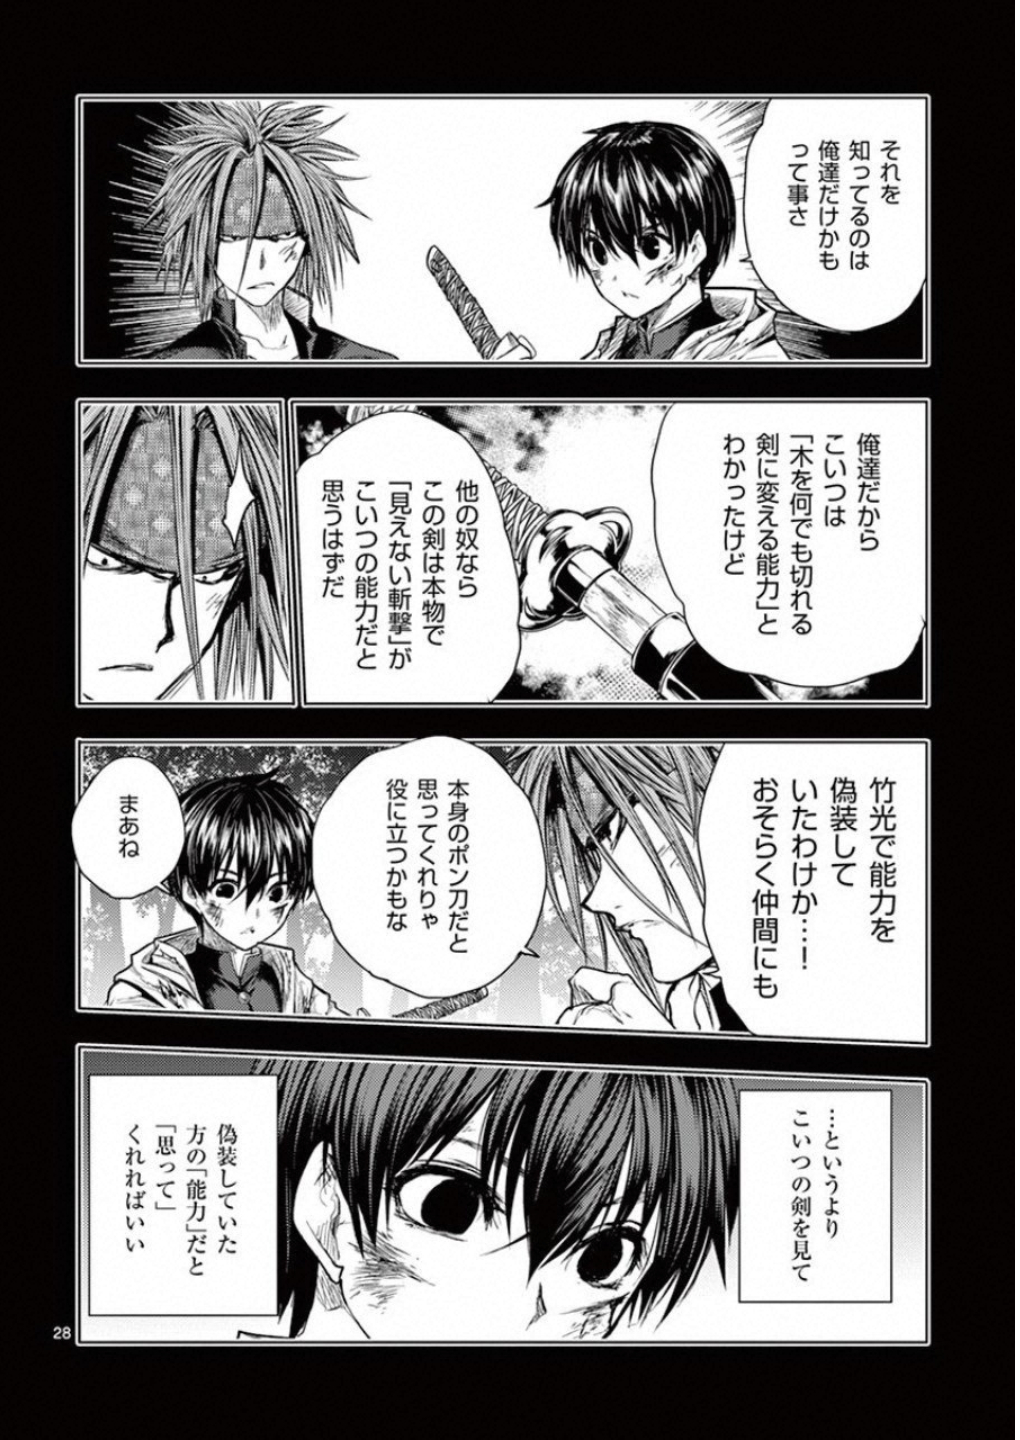 それを
知ってるのは
俺達だけかも
って事さ
俺達だから
こいつは
「木を何でも切れる
剣に変える能力」と
わかったけど
他の奴なら
この剣は本物で
「見えない斬撃」が
こいつの能力だと
思うはずだ
竹光で能力を
偽装して
いたわけか…!
おそらく仲間にも
本身のポン刀だと
思ってくれりゃ
役に立つかもな
まあね
…というより
こいつの剣を見て
偽装していた
方の「能力」だと
「思って」
くれればいい
28